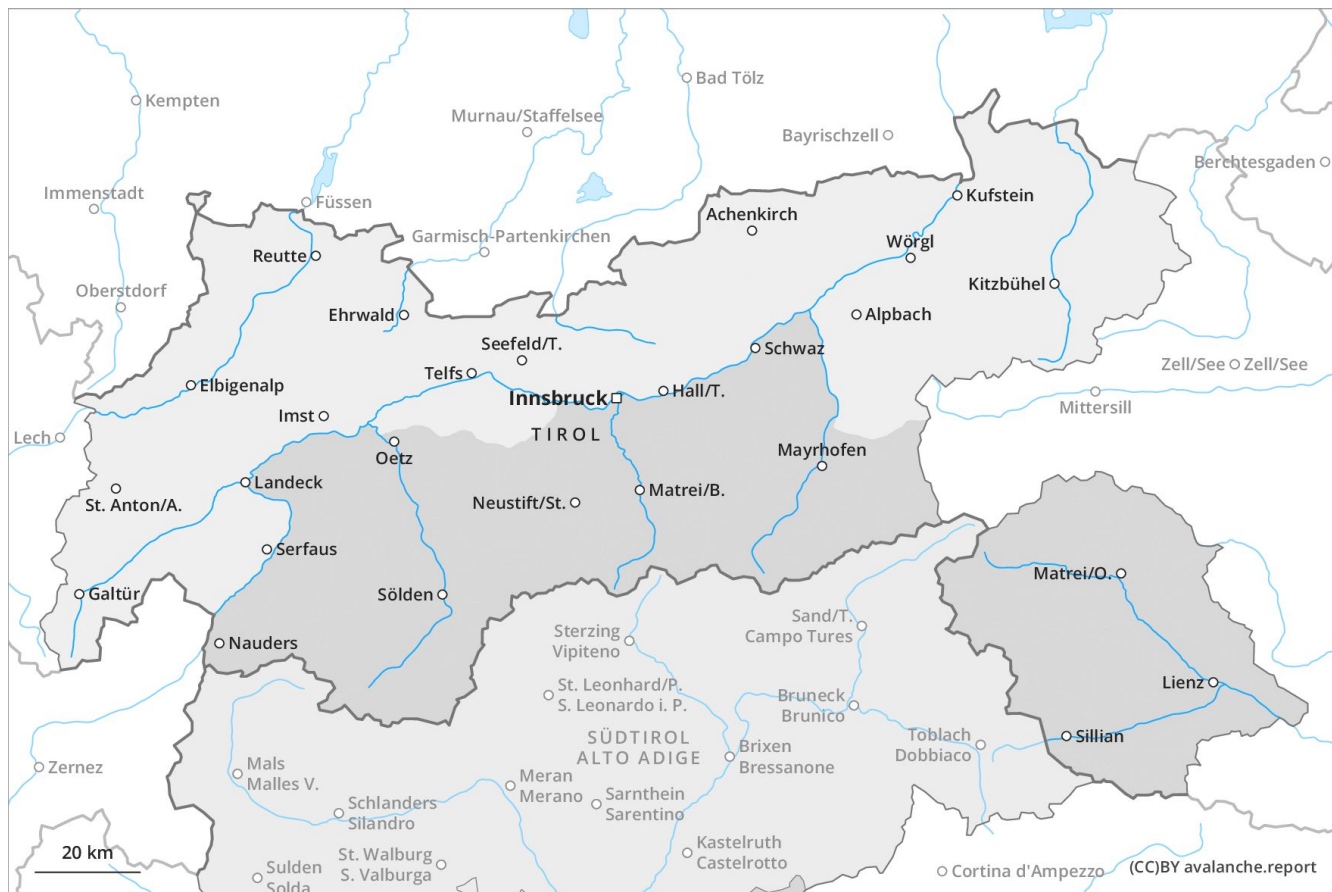 Kempten
Bad Tölz
Murnau/Staffelsee
Bayrischzell
Berchtesgaden
Immenstadt
Füssen
Kufstein
Achenkirch
Garmisch-Partenkirchen
Wörgl
Reutte
Oberstdorf
Kitzbühel
Ehrwald
Alpbach
Seefeld/T.
Schwaz
Zell/See
Zell/See
Telfs
Elbigenalp
Hall/T.
Innsbruck
Mittersill
Imst
TIROL
Lech
Mayrhofen
Oetz
Landeck
Matrei/B.
St. Anton/A.
Neustift/St.
Serfaus
Matrei/O.
Galtür
Sölden
Sand/T.
Campo Tures
Sterzing
Vipiteno
Nauders
Lienz
St. Leonhard/P.
S. Leonardo i. P.
Bruneck
Brunico
SÜDTIROL
ALTO ADIGE
Toblach
Dobbiaco
Sillian
Brixen
Bressanone
Zernez
Mals
Malles V.
Meran
Merano
Sarnthein
Sarentino
Schlanders
Silandro
Kastelruth
Castelrotto
20 km
St. Walburg
S. Valburga
Sulden
Solda
Cortina d'Ampezzo
(CC)BY avalanche.report